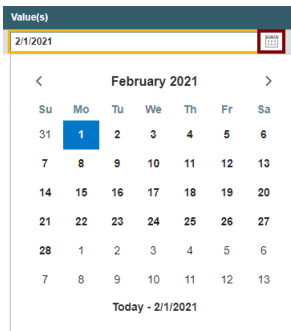 Value(s)
2/1/2021
< February 2021 >
Su Mo Tu We Th Fr Sa
31 1 2 3 4 5 6
7 8 9 10 11 12 13
14 15 16 17 18 19 20
21 22 23 24 25 26 27
28 1 2 3 4 5 6
7 8 9 10 11 12 13
Today - 2/1/2021